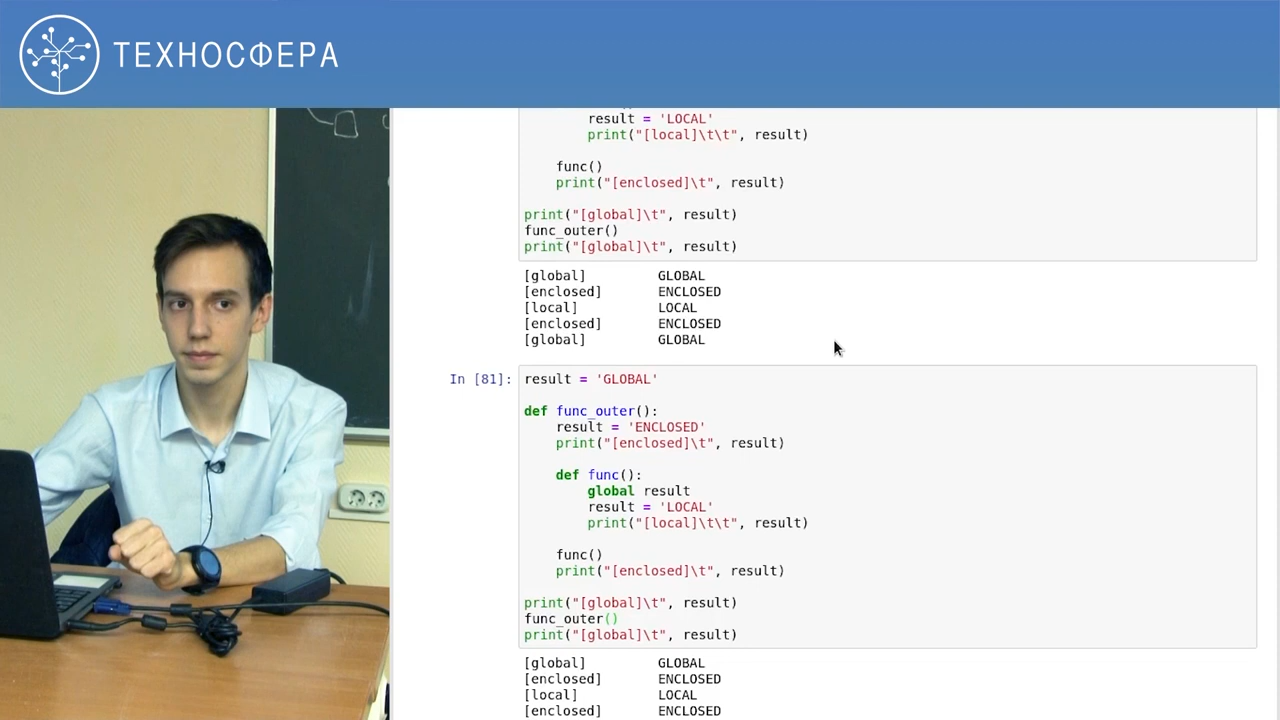 ТЕХНОСФЕРА
result = 'LOCAL'
print("[local]\t\t", result)
func()
print("[enclosed]\t", result)
print("[global]\t", result)
func_outer()
print("[global]\t", result)
[global] GLOBAL
[enclosed] ENCLOSED
[local] LOCAL
[enclosed] ENCLOSED
[global] GLOBAL
In [81]: result = 'GLOBAL'
def func_outer():
result = 'ENCLOSED'
print("[enclosed]\t", result)
def func():
global result
result = 'LOCAL'
print("[local]\t\t", result)
func()
print("[enclosed]\t", result)
print("[global]\t", result)
func_outer()
print("[global]\t", result)
[global] GLOBAL
[enclosed] ENCLOSED
[local] LOCAL
[enclosed] ENCLOSED